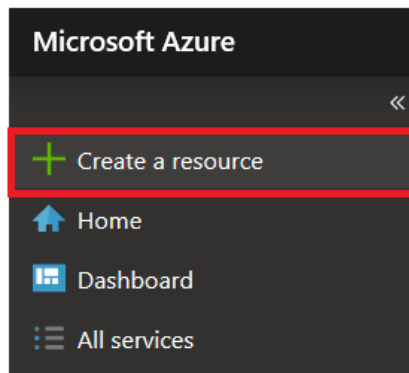 Microsoft Azure
«
Create a resource
Home
Dashboard
All services